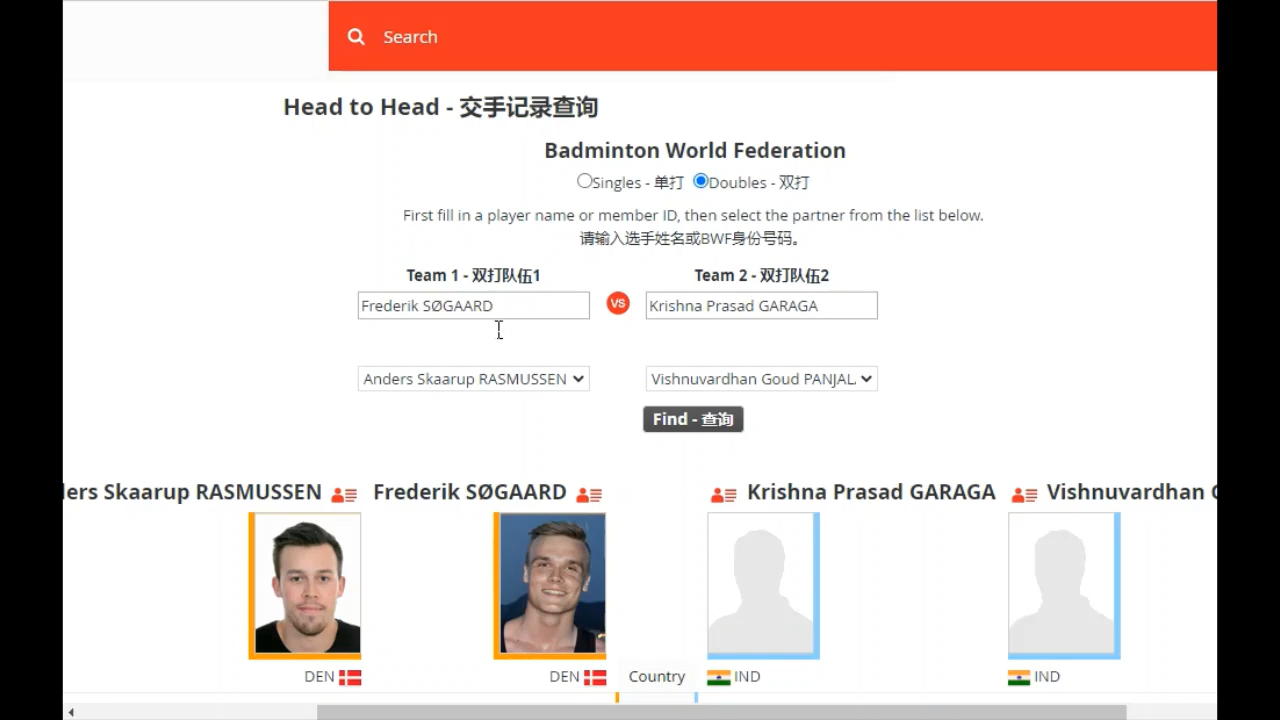 Search
Head to Head - 交手记录查询
Badminton World Federation
Singles - 单打 Doubles - 双打
First fill in a player name or member ID, then select the partner from the list below.
请输入选手姓名或BWF身份号码。
Team 1 - 双打队伍1 Team 2 - 双打队伍2
Frederik SØGAARD VS Krishna Prasad GARAGA
Anders Skaarup RASMUSSEN Vishnuvardhan Goud PANJAL
Find - 查询
ders Skaarup RASMUSSEN Frederik SØGAARD Krishna Prasad GARAGA Vishnuvardhan
DEN DEN Country IND IND